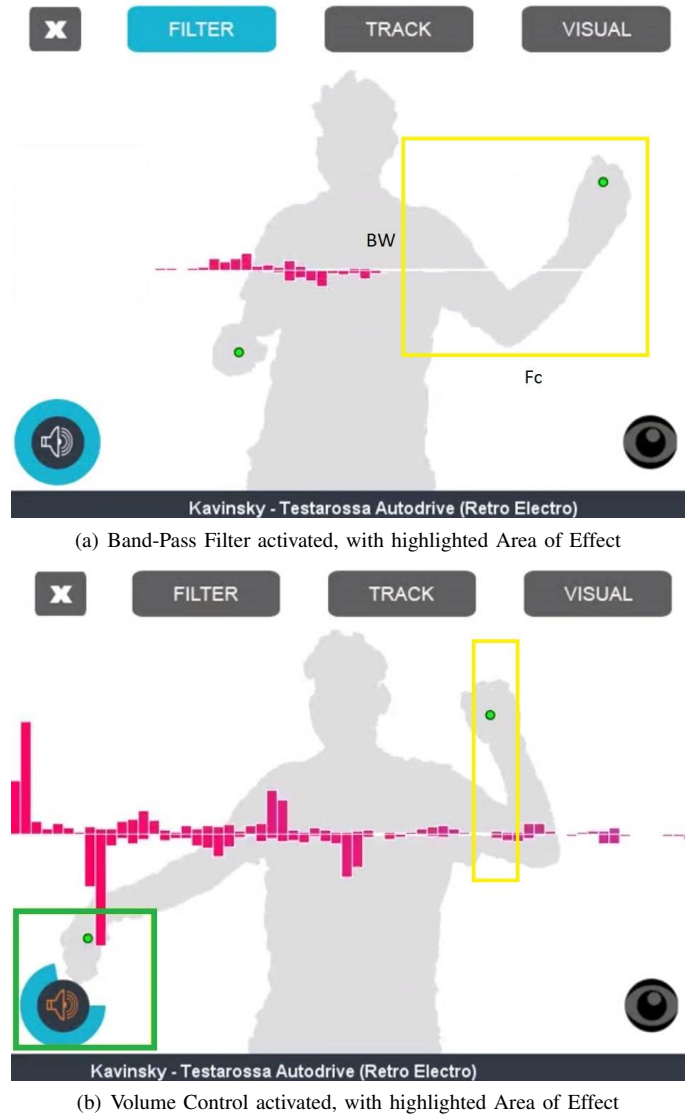 X FILTER TRACK VISUAL
BW
Fc
Kavinsky - Testarossa Autodrive (Retro Electro)
(a) Band-Pass Filter activated, with highlighted Area of Effect
X FILTER TRACK VISUAL
Kavinsky - Testarossa Autodrive (Retro Electro)
(b) Volume Control activated, with highlighted Area of Effect